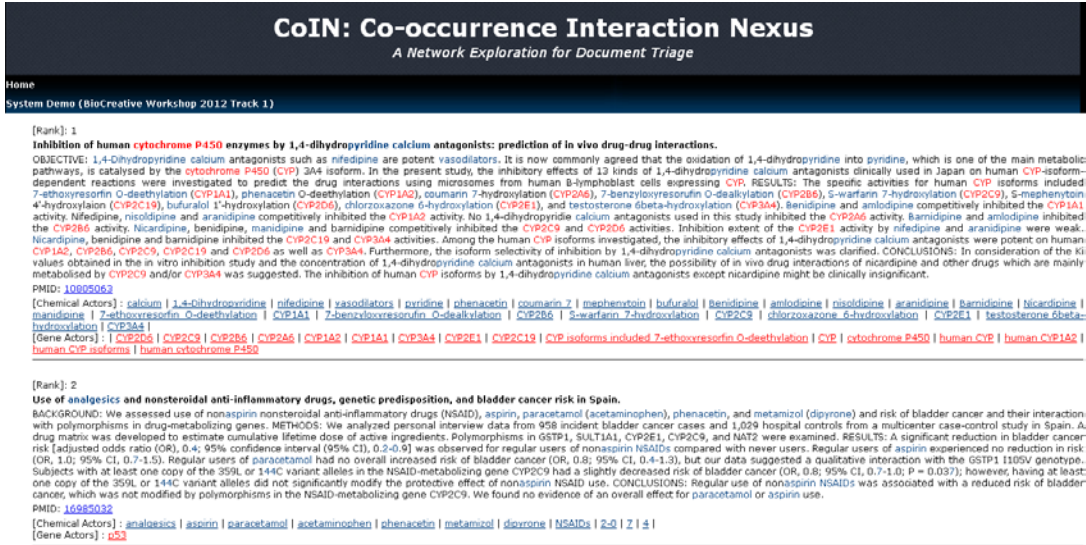 CoIN: Co-occurrence Interaction Nexus
A Network Exploration for Document Triage
Home
System Demo (BioCreative Workshop 2012 Track 1)
[Rank]: 1
Inhibition of human cytochrome P450 enzymes by 1,4-dihydropyridine calcium antagonists: prediction of in vivo drug-drug interactions.
OBJECTIVE: 1,4-Dihydropyridine calcium antagonists such as nifedipine are potent vasodilators. It is now commonly agreed that the oxidation of 1,4-dihydropyridine into pyridine, which is one of the main metabolic
pathways, is catalysed by the cytochrome P450 (CYP) 3A4 isoform. In the present study, the inhibitory effects of 13 kinds of 1,4-dihydropyridine calcium antagonists clinically used in Japan on human CYP-isoform--
dependent reactions were investigated to predict the drug interactions using microsomes from human B-lymphoblast cells expressing CYP. RESULTS: The specific activities for human CYP isoforms included
7-ethoxyresorfin O-deethylation (CYP1A1), phenacetin O-deethylation (CYP1A2), coumarin 7-hydroxylation (CYP2A6), 7-benzyloxyresorufin O-dealkylation (CYP2B6), S-warfarin 7-hydroxylation (CYP2C9), S-mephenytoin
4'-hydroxylaion (CYP2C19), bufuralol 1'-hydroxylation (CYP2D6), chlorzoxazone 6-hydroxylation (CYP2E1), and testosterone 6beta-hydroxylation (CYP3A4). Benidipine and amlodipine competitively inhibited the CYP1A1
activity. Nifedipine, nisoldipine and aranidipine competitively inhibited the CYP1A2 activity. No 1,4-dihydropyridie calcium antagonists used in this study inhibited the CYP2A6 activity. Barnidipine and amlodipine inhibited
the CYP2B6 activity. Nicardipine, benidipine, manidipine and barnidipine competitively inhibited the CYP2C9 and CYP2D6 activities. Inhibition extent of the CYP2E1 activity by nifedipine and aranidipine were weak.
Nicardipine, benidipine and barnidipine inhibited the CYP2C19 and CYP3A4 activities. Among the human CYP isoforms investigated, the inhibitory effects of 1,4-dihydropyridine calcium antagonists were potent on human
CYP1A2, CYP2B6, CYP2C9, CYP2C19 and CYP2D6 as well as CYP3A4. Furthermore, the isoform selectivity of inhibition by 1,4-dihydropyridine calcium antagonists was clarified. CONCLUSIONS: In consideration of the Ki
values obtained in the in vitro inhibition study and the concentration of 1,4-dihydropyridine calcium antagonists in human liver, the possibility of in vivo drug interactions of nicardipine and other drugs which are mainly
metabolised by CYP2C9 and/or CYP3A4 was suggested. The inhibition of human CYP isoforms by 1,4-dihydropyridine calcium antagonists except nicardipine might be clinically insignificant.
PMID: 10805063
[Chemical Actors] : calcium | 1,4-Dihydropyridine | nifedipine | vasodilators | pyridine | phenacetin | coumarin 7 | mephenytoin | bufuralol | Benidipine | amlodipine | nisoldipine | aranidipine | Barnidipine | Nicardipine |
manidipine | 7-ethoxyresorfin O-deethylation | CYP1A1 | 7-benzyloxyresorufin O-dealkylation | CYP2B6 | S-warfarin 7-hydroxylation | CYP2C9 | chlorzoxazone 6-hydroxylation | CYP2E1 | testosterone 6beta-
hydroxylation | CYP3A4 |
[Gene Actors] : | CYP2D6 | CYP2C9 | CYP2B6 | CYP2A6 | CYP1A2 | CYP1A1 | CYP3A4 | CYP2E1 | CYP2C19 | CYP isoforms included 7-ethoxyresorfin O-deethylation | CYP | cytochrome P450 | human CYP | human CYP1A2 |
human CYP isoforms | human cytochrome P450
[Rank]: 2
Use of analgesics and nonsteroidal anti-inflammatory drugs, genetic predisposition, and bladder cancer risk in Spain.
BACKGROUND: We assessed use of nonaspirin nonsteroidal anti-inflammatory drugs (NSAID), aspirin, paracetamol (acetaminophen), phenacetin, and metamizol (dipyrone) and risk of bladder cancer and their interaction
with polymorphisms in drug-metabolizing genes. METHODS: We analyzed personal interview data from 958 incident bladder cancer cases and 1,029 hospital controls from a multicenter case-control study in Spain. A
drug matrix was developed to estimate cumulative lifetime dose of active ingredients. Polymorphisms in GSTP1, SULT1A1, CYP2E1, CYP2C9, and NAT2 were examined. RESULTS: A significant reduction in bladder cancer
risk [adjusted odds ratio (OR), 0.4; 95% confidence interval (95% CI), 0.2-0.9] was observed for regular users of nonaspirin NSAIDs compared with never users. Regular users of aspirin experienced no reduction in risk
(OR, 1.0; 95% CI, 0.7-1.5). Regular users of paracetamol had no overall increased risk of bladder cancer (OR, 0.8; 95% CI, 0.4-1.3), but our data suggested a qualitative interaction with the GSTP1 I105V genotype.
Subjects with at least one copy of the 359L or 144C variant alleles in the NSAID-metabolizing gene CYP2C9 had a slightly decreased risk of bladder cancer (OR, 0.8; 95% CI, 0.7-1.0; P = 0.037); however, having at least
one copy of the 359L or 144C variant alleles did not significantly modify the protective effect of nonaspirin NSAID use. CONCLUSIONS: Regular use of nonaspirin NSAIDs was associated with a reduced risk of bladder
cancer, which was not modified by polymorphisms in the NSAID-metabolizing gene CYP2C9. We found no evidence of an overall effect for paracetamol or aspirin use.
PMID: 16985032
[Chemical Actors] : analgesics | aspirin | paracetamol | acetaminophen | phenacetin | metamizol | dipyrone | NSAIDs | 2-0 | 7 | 4 |
[Gene Actors] : p53